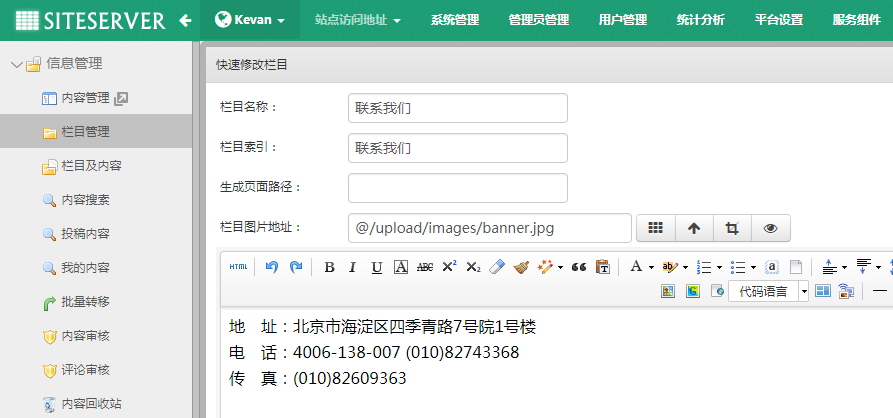 SITESERVER Kevan 站点访问地址 系统管理 管理员管理 用户管理 统计分析 平台设置 服务组件
信息管理
内容管理
栏目管理
栏目及内容
内容搜索
投稿内容
我的内容
批量转移
内容审核
评论审核
内容回收站
快速修改栏目
栏目名称： 联系我们
栏目索引： 联系我们
生成页面路径：
栏目图片地址： @/upload/images/banner.jpg
HTML B I U A ABC X² X₂ A ab a
代码语言
地 址：北京市海淀区四季青路7号院1号楼
电 话：4006-138-007 (010)82743368
传 真：(010)82609363